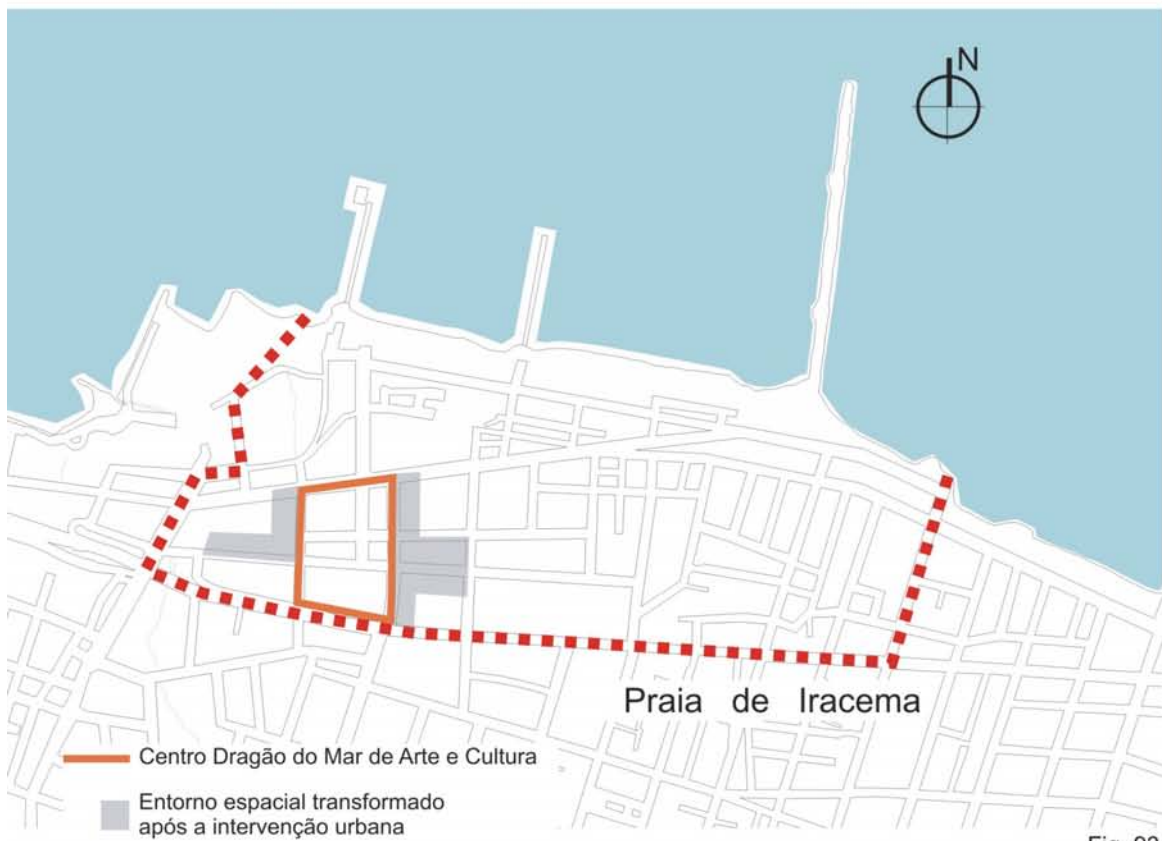 N
Praia de Iracema
Centro Dragão do Mar de Arte e Cultura
Entorno espacial transformado
após a intervenção urbana